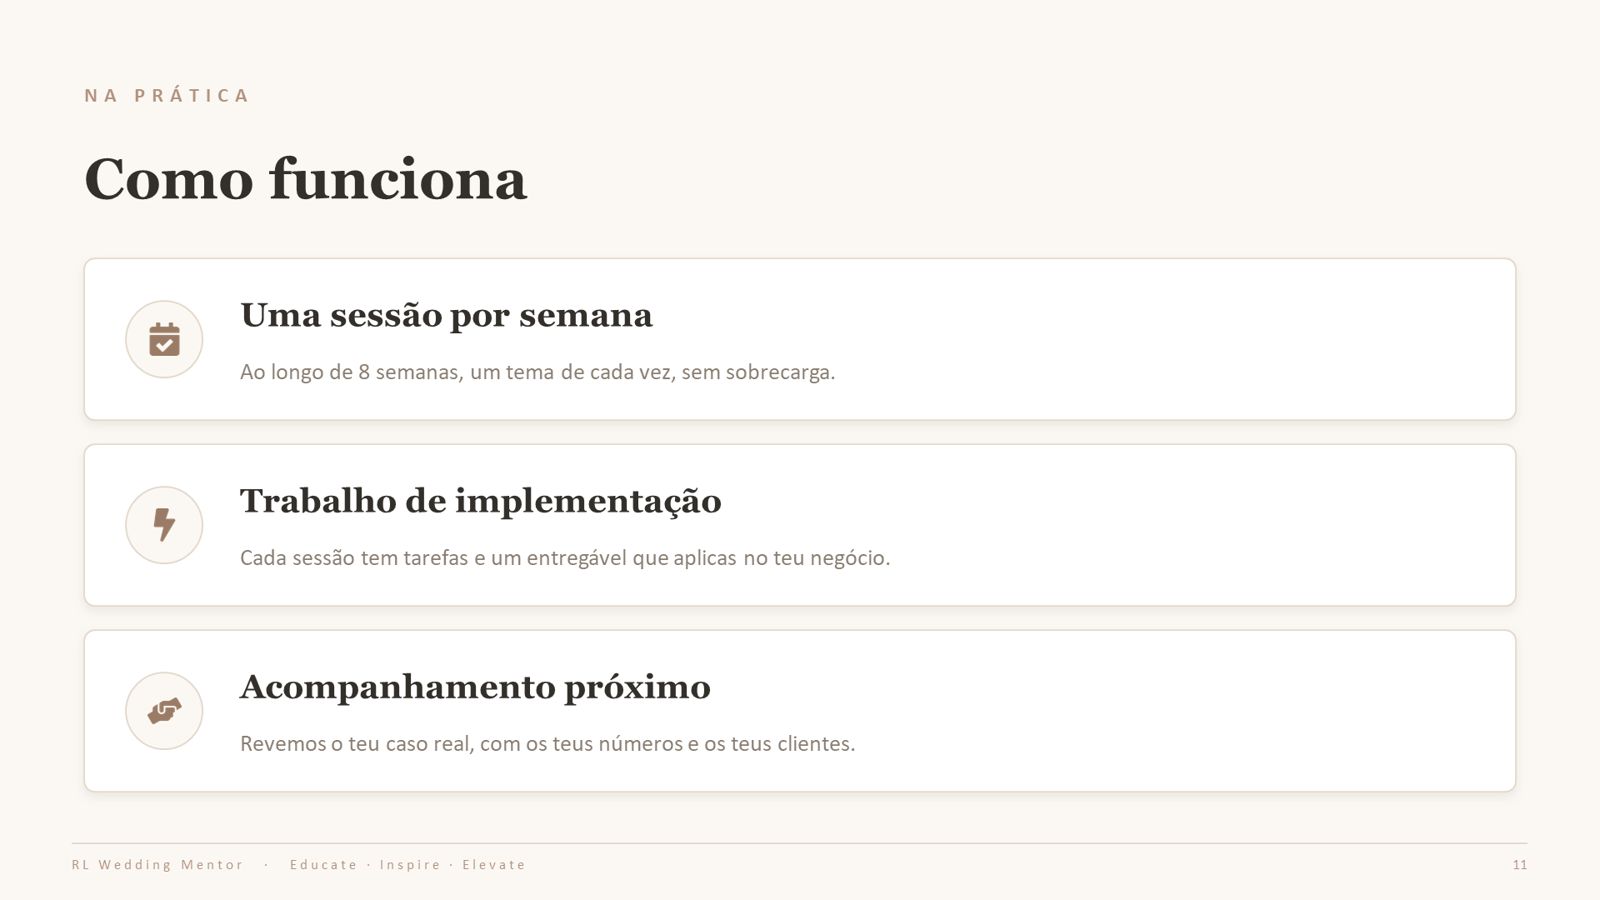 NA PRÁTICA
Como funciona
Uma sessão por semana
Ao longo de 8 semanas, um tema de cada vez, sem sobrecarga.
Trabalho de implementação
Cada sessão tem tarefas e um entregável que aplicas no teu negócio.
Acompanhamento próximo
Revemos o teu caso real, com os teus números e os teus clientes.
RL Wedding Mentor · Educate · Inspire · Elevate
11